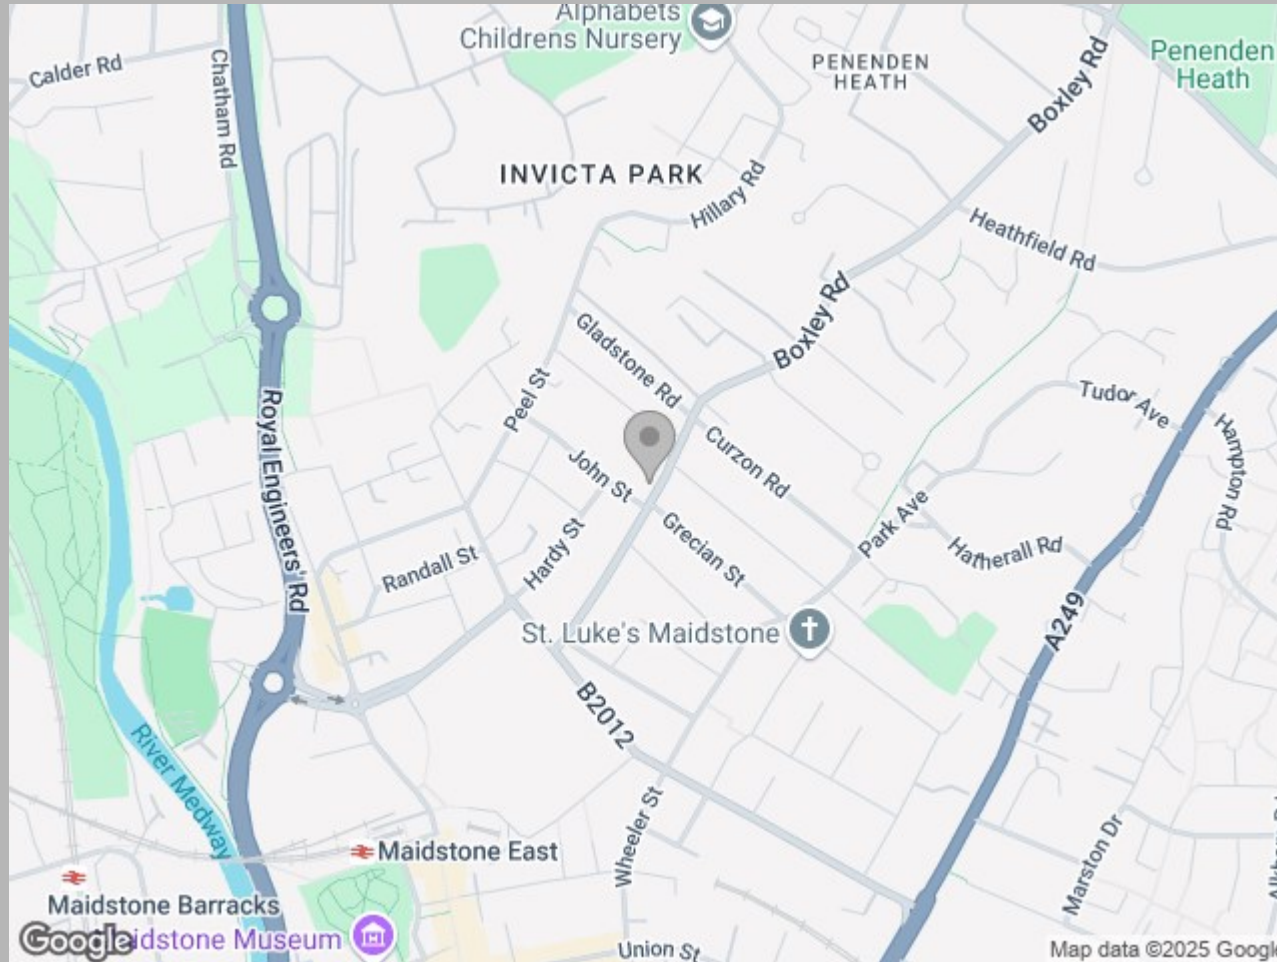 Alphabets
Childrens Nursery
PENENDEN
HEATH
Boxley Rd
Penenden
Heath
Calder Rd
Chatham Rd
INVICTA PARK
Hillary Rd
Heathfield Rd
Boxley Rd
Gladstone Rd
Peel St
Tudor Ave
Hampton Rd
Royal Engineers' Rd
John St
Curzon Rd
Park Ave
Hatherall Rd
Grecian St
Hardy St
Randall St
A249
St. Luke's Maidstone
B2012
River Medway
Wheeler St
Marston Dr
Maidstone East
Maidstone Barracks
Google
idstone Museum
Union St
Map data ©2025 Google